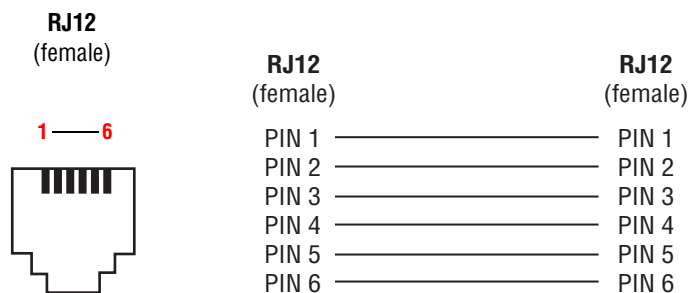 RJ12
(female)
1 6
RJ12
(female)
RJ12
(female)
PIN 1 PIN 1
PIN 2 PIN 2
PIN 3 PIN 3
PIN 4 PIN 4
PIN 5 PIN 5
PIN 6 PIN 6